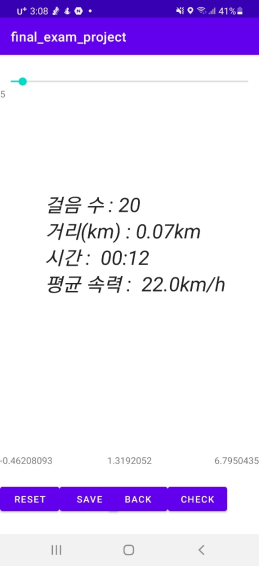 U+ 3:08 41%
final_exam_project
5
걸음 수 : 20
거리(km) : 0.07km
시간 : 00:12
평균 속력 : 22.0km/h
-0.46208093 1.3192052 6.7950435
RESET SAVE BACK CHECK